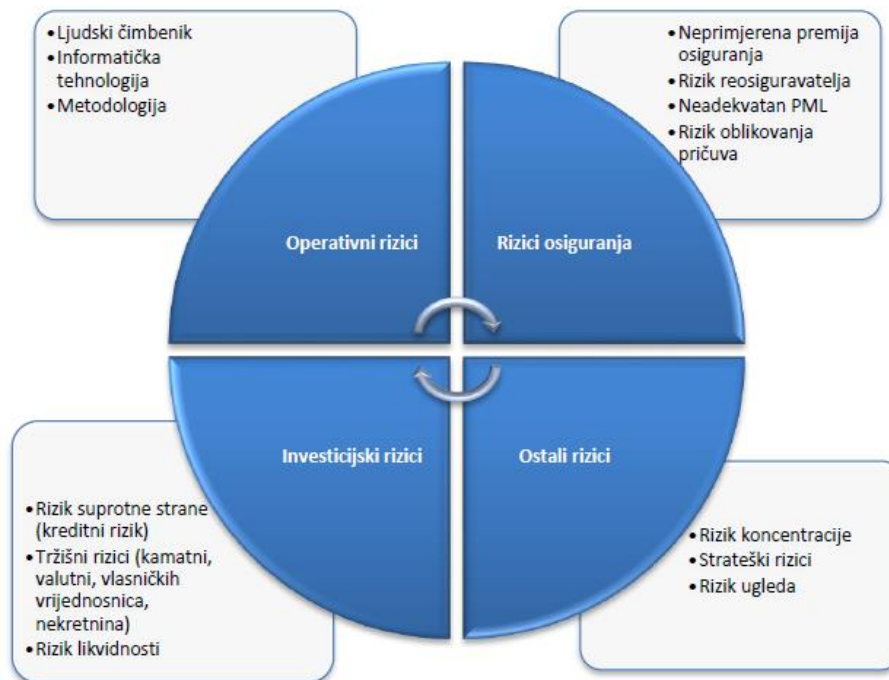 •Ljudski čimbenik
•Informatička
tehnologija
•Metodologija
•Neprimjerena premija
osiguranja
•Rizik reosiguravatelja
•Neadekvatan PML
•Rizik oblikovanja
pričuva
Operativni rizici
Rizici osiguranja
Investicijski rizici
Ostali rizici
•Rizik suprotne strane
(kreditni rizik)
•Tržišni rizici (kamatni,
valutni, vlasničkih
vrijednosnica,
nekretnina)
•Rizik likvidnosti
•Rizik koncentracije
•Strateški rizici
•Rizik ugleda